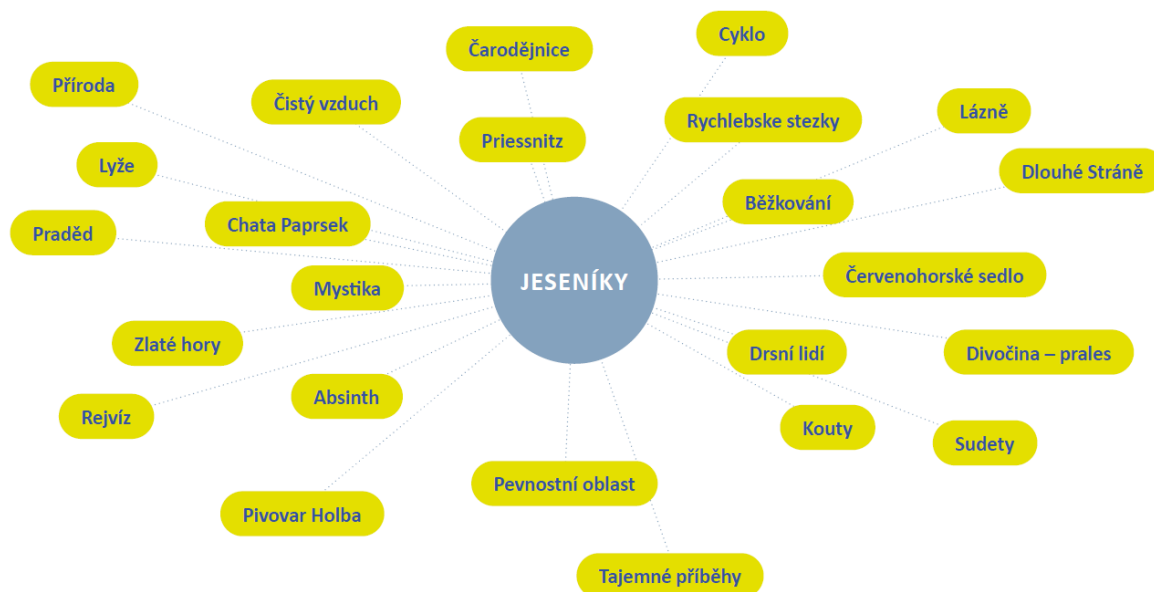 Čarodějnice
Cyklo
Příroda
Čistý vzduch
Rychlebske stezky
Lázně
Priessnitz
Lyže
Dlouhé Stráně
Běžkování
Chata Paprsek
Praděd
Červenohorské sedlo
JESENÍKY
Mystika
Zlaté hory
Drsní lidí
Divočina – prales
Absinth
Rejvíz
Kouty
Sudety
Pevnostní oblast
Pivovar Holba
Tajemné příběhy